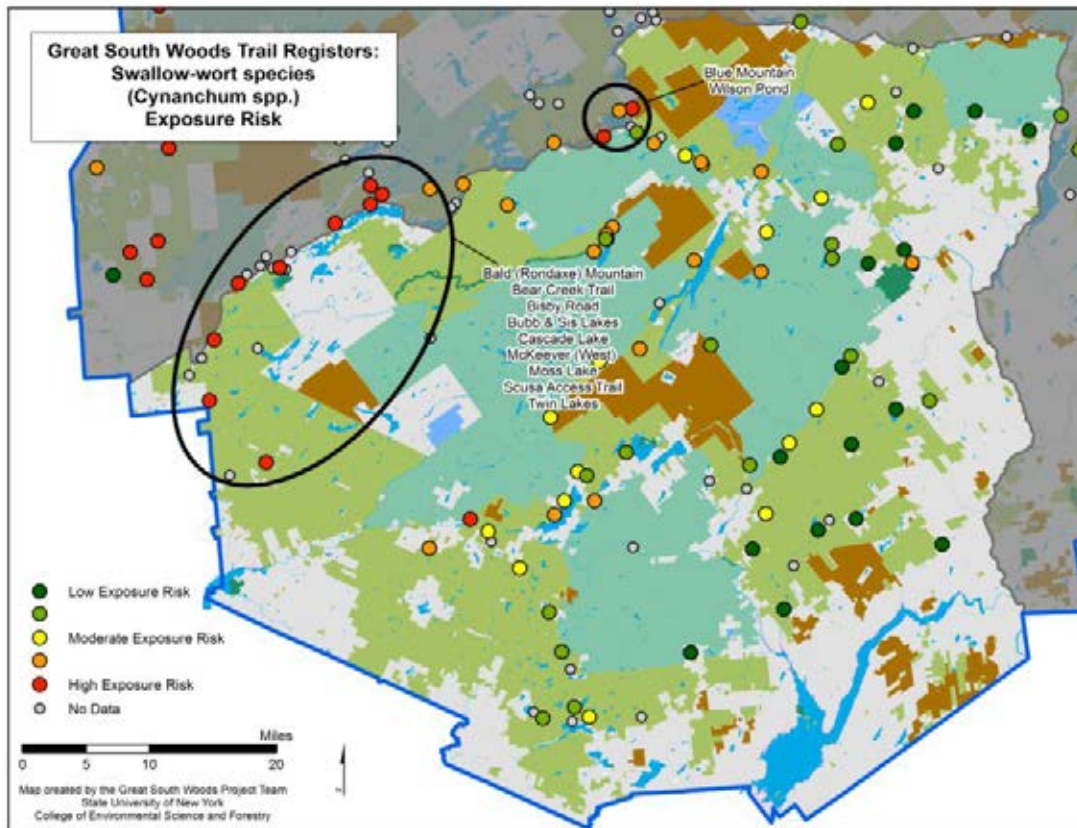 Great South Woods Trail Registers:
Swallow-wort species
(Cynanchum spp.)
Exposure Risk
Blue Mountain
Wilson Pond
Bald (Rondaxe) Mountain
Bear Creek Trail
Bisby Road
Bubb & Sis Lakes
Cascade Lake
McKeever (West)
Moss Lake
Scusa Access Trail
Twin Lakes
Low Exposure Risk
Moderate Exposure Risk
High Exposure Risk
No Data
Miles
0 5 10 20
Map created by the Great South Woods Project Team
State University of New York
College of Environmental Science and Forestry